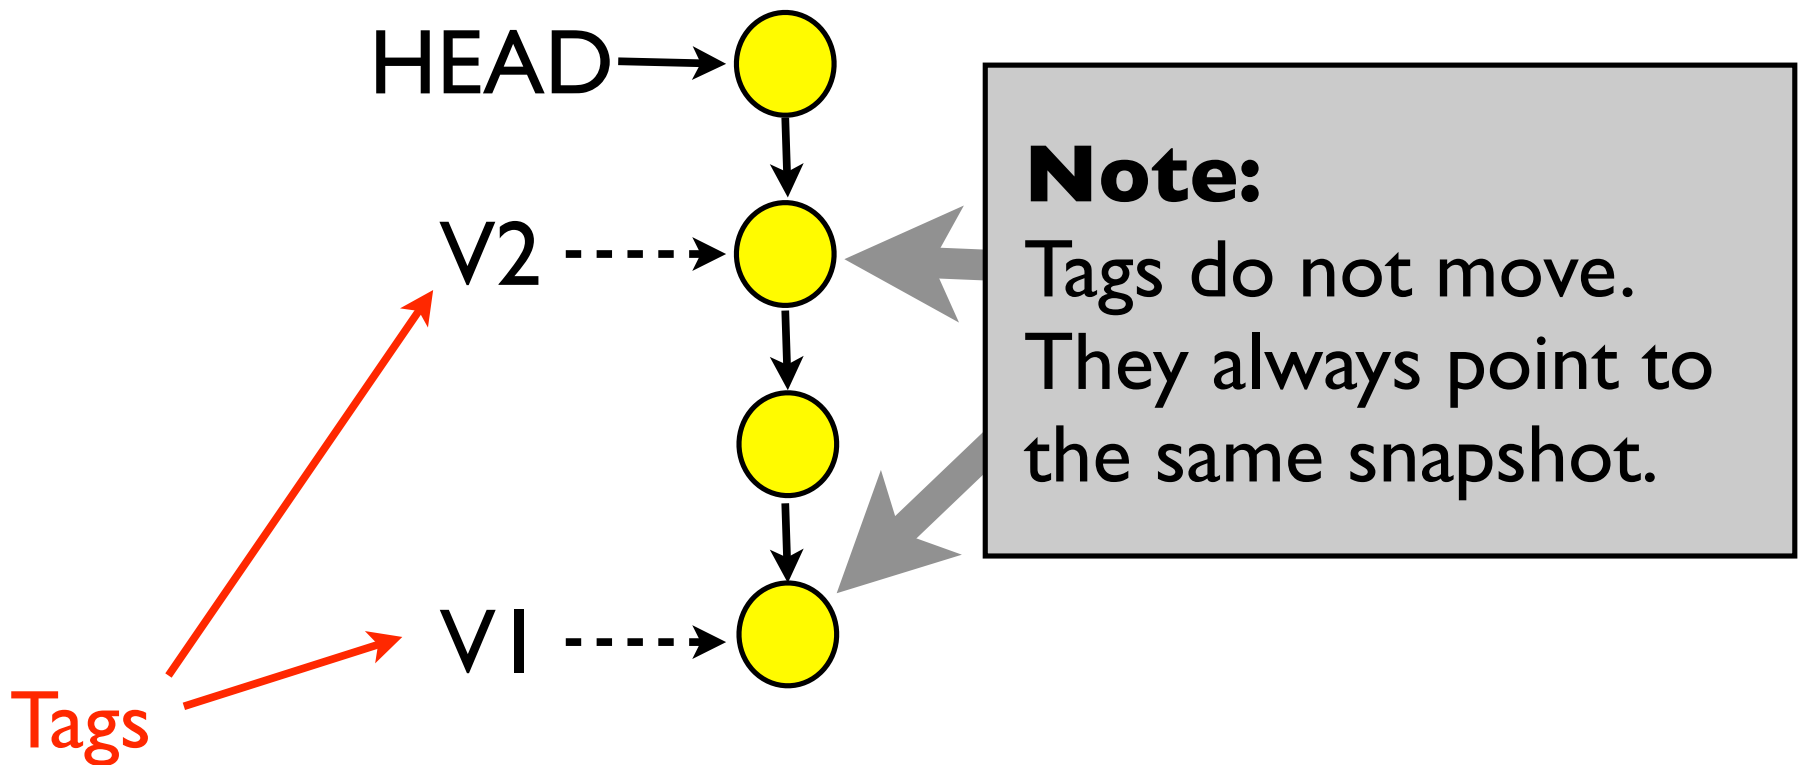 HEAD
V2
V1
Tags
Note:
Tags do not move.
They always point to
the same snapshot.